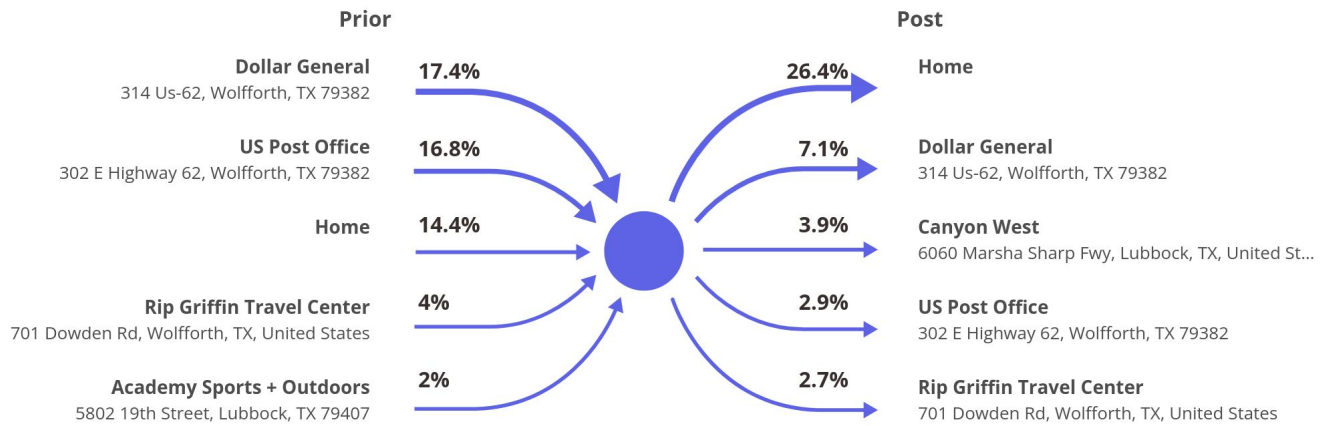 Prior
Dollar General
17.4%
314 Us-62, Wolfforth, TX 79382
US Post Office
16.8%
302 E Highway 62, Wolfforth, TX 79382
Home
14.4%
Rip Griffin Travel Center
4%
701 Dowden Rd, Wolfforth, TX, United States
Academy Sports + Outdoors
2%
5802 19th Street, Lubbock, TX 79407
Post
26.4%
Home
7.1%
Dollar General
314 Us-62, Wolfforth, TX 79382
3.9%
Canyon West
6060 Marsha Sharp Fwy, Lubbock, TX, United St...
2.9%
US Post Office
302 E Highway 62, Wolfforth, TX 79382
2.7%
Rip Griffin Travel Center
701 Dowden Rd, Wolfforth, TX, United States